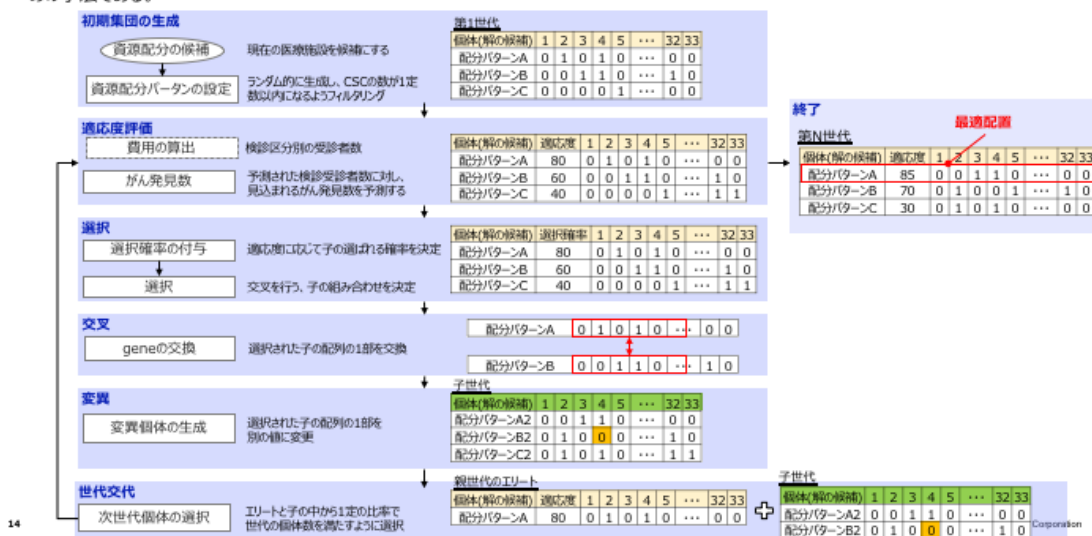 初期集団の生成
資源配分の候補
現在の医療施設を候補にする
資源配分パータンの設定
ランダム的に生成し、CSCの数が1定
数以内になるようフィルタリング
第1世代
個体(解の候補) 1 2 3 4 5 … 32 33
配分パターンA 0 1 0 1 0 … 0 0
配分パターンB 0 0 1 1 0 … 1 0
配分パターンC 0 0 0 0 1 … 0 0
適応度評価
費用の算出
検診区分別の受診者数
がん発見数
予測された検診受診者数に対し、
見込まれるがん発見数を予測する
個体(解の候補) 適応度 1 2 3 4 5 … 32 33
配分パターンA 80 0 1 0 1 0 … 0 0
配分パターンB 60 0 0 1 1 0 … 1 0
配分パターンC 40 0 0 0 0 1 … 1 1
終了
最適配置
第N世代
個体(解の候補) 適応度 1 2 3 4 5 … 32 33
配分パターンA 85 0 0 1 1 0 … 0 0
配分パターンB 70 0 1 0 0 1 … 1 0
配分パターンC 30 0 1 0 1 0 … 0 0
選択
選択確率の付与
適応度に応じて子の選ばれる確率を決定
選択
交叉を行う、子の組み合わせを決定
個体(解の候補) 選択確率 1 2 3 4 5 … 32 33
配分パターンA 80 0 1 0 1 0 … 0 0
配分パターンB 60 0 0 1 1 0 … 1 0
配分パターンC 40 0 0 0 0 1 … 1 1
交叉
geneの交換
選択された子の配列の1部を交換
配分パターンA 0 1 0 1 0 … 0 0
配分パターンB 0 0 1 1 0 … 1 0
変異
変異個体の生成
選択された子の配列の1部を
別の値に変更
子世代
個体(解の候補) 1 2 3 4 5 … 32 33
配分パターンA2 0 0 1 1 0 … 0 0
配分パターンB2 0 1 0 0 0 … 1 0
配分パターンC2 0 1 0 1 0 … 1 1
世代交代
次世代個体の選択
エリートと子の中から1定の比率で
世代の個体数を満たすように選択
親世代のエリート
個体(解の候補) 適応度 1 2 3 4 5 … 32 33
配分パターンA 80 0 1 0 1 0 … 0 0
子世代
個体(解の候補) 1 2 3 4 5 … 32 33
配分パターンA2 0 0 1 1 0 … 0 0
配分パターンB2 0 1 0 0 0 … 1 0
14
Corporation